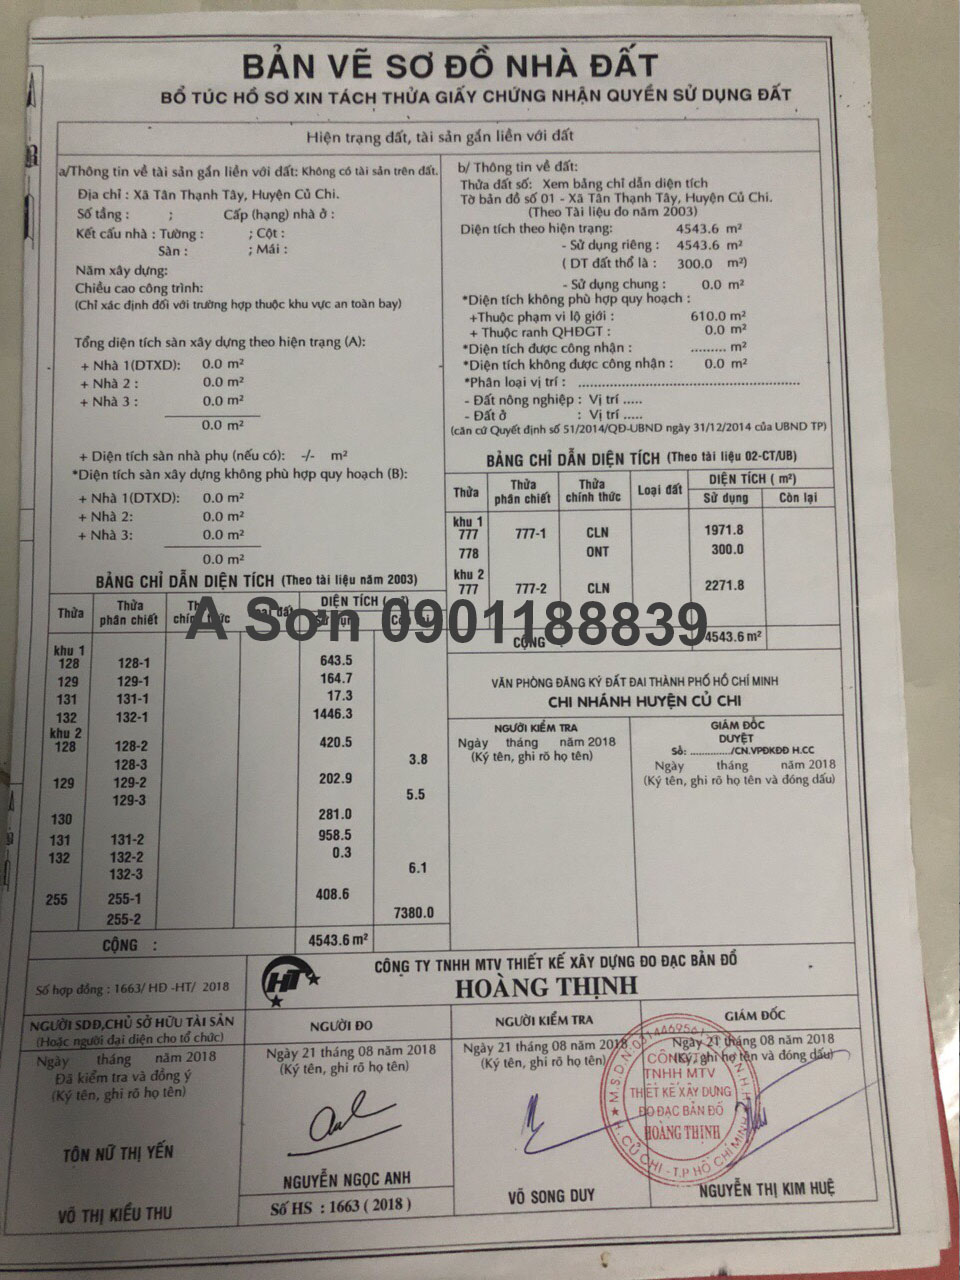 BẢN VẼ SƠ ĐỒ NHÀ ĐẤT
BỔ TÚC HỒ SƠ XIN TÁCH THỬA GIẤY CHỨNG NHẬN QUYỀN SỬ DỤNG ĐẤT
Hiện trạng đất, tài sản gắn liền với đất
a/Thông tin về tài sản gắn liền với đất: Không có tài sản trên đất.
Địa chỉ : Xã Tân Thạnh Tây, Huyện Củ Chi.
Số tầng : ; Cấp (hạng) nhà ở :
Kết cấu nhà : Tường : ; Cột :
Sàn : ; Mái :
Năm xây dựng:
Chiều cao công trình:
(Chỉ xác định đối với trường hợp thuộc khu vực an toàn bay)
Tổng diện tích sàn xây dựng theo hiện trạng (A):
+ Nhà 1(DTXD): 0.0 m²
+ Nhà 2 : 0.0 m²
+ Nhà 3 : 0.0 m²
0.0 m²
+ Diện tích sàn nhà phụ (nếu có): -/- m²
*Diện tích sàn xây dựng không phù hợp quy hoạch (B):
+ Nhà 1(DTXD): 0.0 m²
+ Nhà 2: 0.0 m²
+ Nhà 3: 0.0 m²
0.0 m²
b/ Thông tin về đất:
Thửa đất số: Xem bảng chỉ dẫn diện tích
Tờ bản đồ số 01 - Xã Tân Thạnh Tây, Huyện Củ Chi.
(Theo Tài liệu đo năm 2003)
Diện tích theo hiện trạng: 4543.6 m²
- Sử dụng riêng : 4543.6 m²
( DT đất thổ là : 300.0 m²)
- Sử dụng chung : 0.0 m²
*Diện tích không phù hợp quy hoạch :
+Thuộc phạm vi lộ giới : 610.0 m²
+ Thuộc ranh QHĐGT : 0.0 m²
*Diện tích được công nhận : ......... m²
*Diện tích không được công nhận : 0.0 m²
*Phân loại vị trí : ......................................................
- Đất nông nghiệp : Vị trí .....
- Đất ở : Vị trí .....
(căn cứ Quyết định số 51/2014/QĐ-UBND ngày 31/12/2014 của UBND TP)
BẢNG CHỈ DẪN DIỆN TÍCH (Theo tài liệu 02-CT/UB)
Thửa Thửa phân chiết Thửa chính thức Loại đất DIỆN TÍCH ( m²)
Sử dụng Còn lại
khu 1
777 777-1 CLN 1971.8
778 ONT 300.0
khu 2
777 777-2 CLN 2271.8
CỘNG : 4543.6 m²
BẢNG CHỈ DẪN DIỆN TÍCH (Theo tài liệu năm 2003)
Thửa Thửa phân chiết DIỆN TÍCH
A Son 0901188839
khu 1
128 128-1 643.5
129 129-1 164.7
131 131-1 17.3
132 132-1 1446.3
khu 2
128 128-2 420.5
128-3 3.8
129 129-2 202.9
129-3 5.5
130 281.0
131 131-2 958.5
132 132-2 0.3
132-3 6.1
255 255-1 408.6
255-2 7380.0
CỘNG : 4543.6 m²
VĂN PHÒNG ĐĂNG KÝ ĐẤT ĐAI THÀNH PHỐ HỒ CHÍ MINH
CHI NHÁNH HUYỆN CỦ CHI
NGƯỜI KIỂM TRA
Ngày tháng năm 2018
(Ký tên, ghi rõ họ tên)
GIÁM ĐỐC
DUYỆT
Số: ............./CN.VPĐKĐĐ H.CC
Ngày tháng năm 2018
(Ký tên, ghi rõ họ tên và đóng dấu)
Số hợp đồng : 1663/ HĐ -HT/ 2018
HT
CÔNG TY TNHH MTV THIẾT KẾ XÂY DỰNG ĐO ĐẠC BẢN ĐỒ
HOÀNG THỊNH
NGƯỜI SDĐ,CHỦ SỞ HỮU TÀI SẢN
(Hoặc người đại diện cho tổ chức)
Ngày tháng năm 2018
Đã kiểm tra và đồng ý
(Ký tên, ghi rõ họ tên)
TÔN NỮ THỊ YẾN
VÕ THỊ KIỀU THU
NGƯỜI ĐO
Ngày 21 tháng 08 năm 2018
(Ký tên, ghi rõ họ tên)
NGUYỄN NGỌC ANH
Số HS : 1663 ( 2018 )
NGƯỜI KIỂM TRA
Ngày 21 tháng 08 năm 2018
(Ký tên, ghi rõ họ tên)
VÕ SONG DUY
GIÁM ĐỐC
Ngày 21 tháng 08 năm 2018
(Ký, ghi họ tên và đóng dấu)
CÔNG TY
TNHH MTV
THIẾT KẾ XÂY DỰNG
ĐO ĐẠC BẢN ĐỒ
HOÀNG THỊNH
H. CỦ CHI - T.P HỒ CHÍ MINH
NGUYỄN THỊ KIM HUỆ